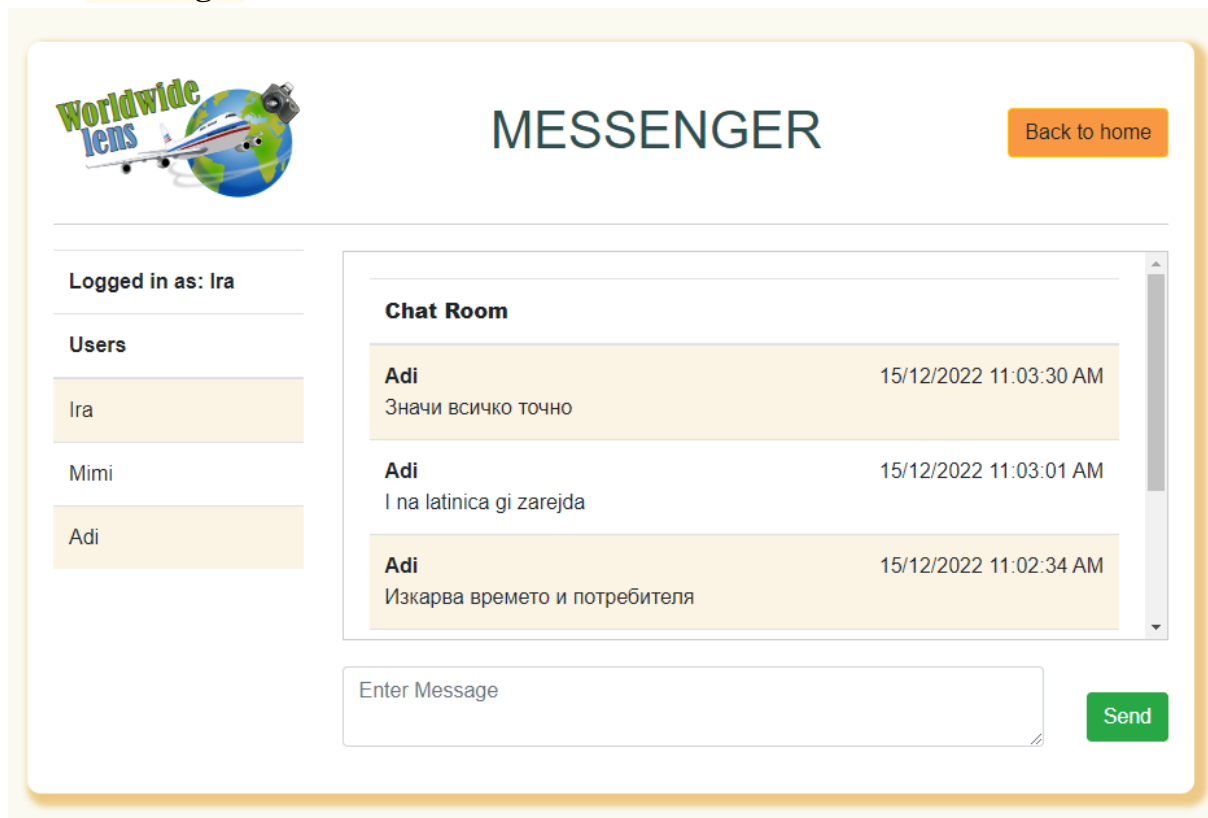 Worldwide
lens
MESSENGER
Back to home
Logged in as: Ira
Users
Ira
Mimi
Adi
Chat Room
Adi 15/12/2022 11:03:30 AM
Значи всичко точно
Adi 15/12/2022 11:03:01 AM
I na latinica gi zarejda
Adi 15/12/2022 11:02:34 AM
Изкарва времето и потребителя
Enter Message
Send